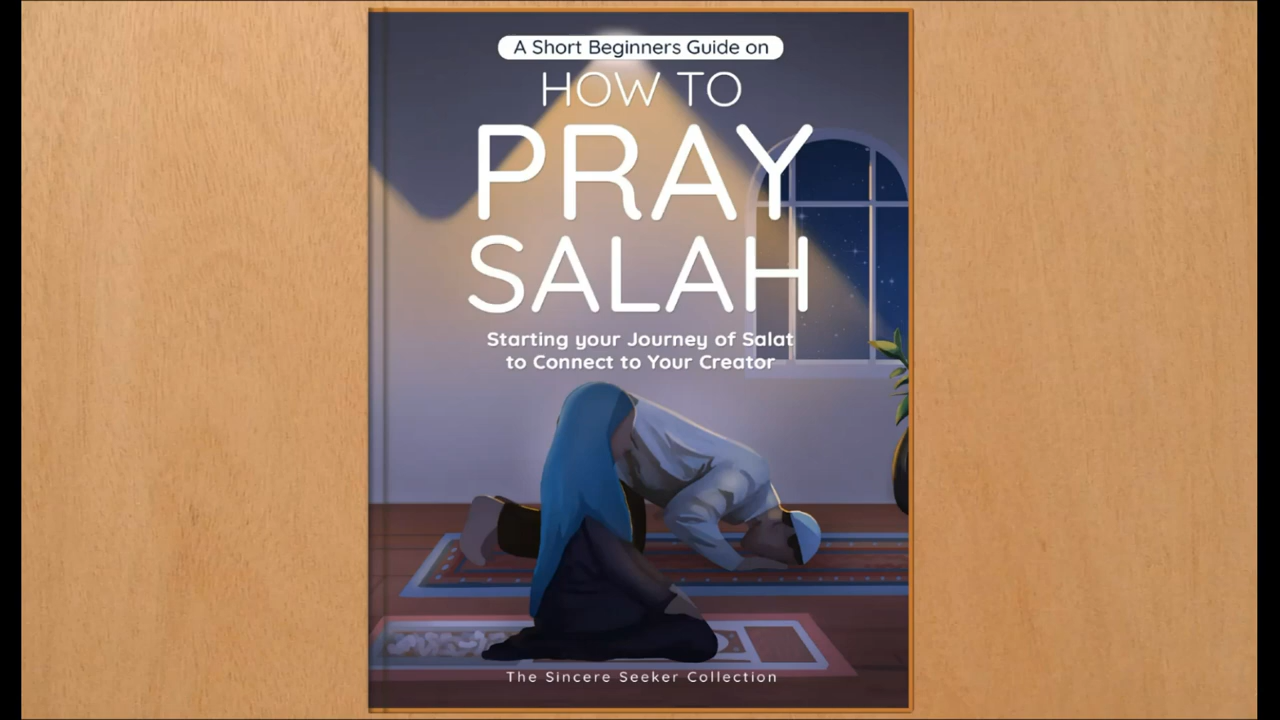 A Short Beginners Guide on
HOW TO
PRAY
SALAH
Starting your Journey of Salat
to Connect to Your Creator
The Sincere Seeker Collection